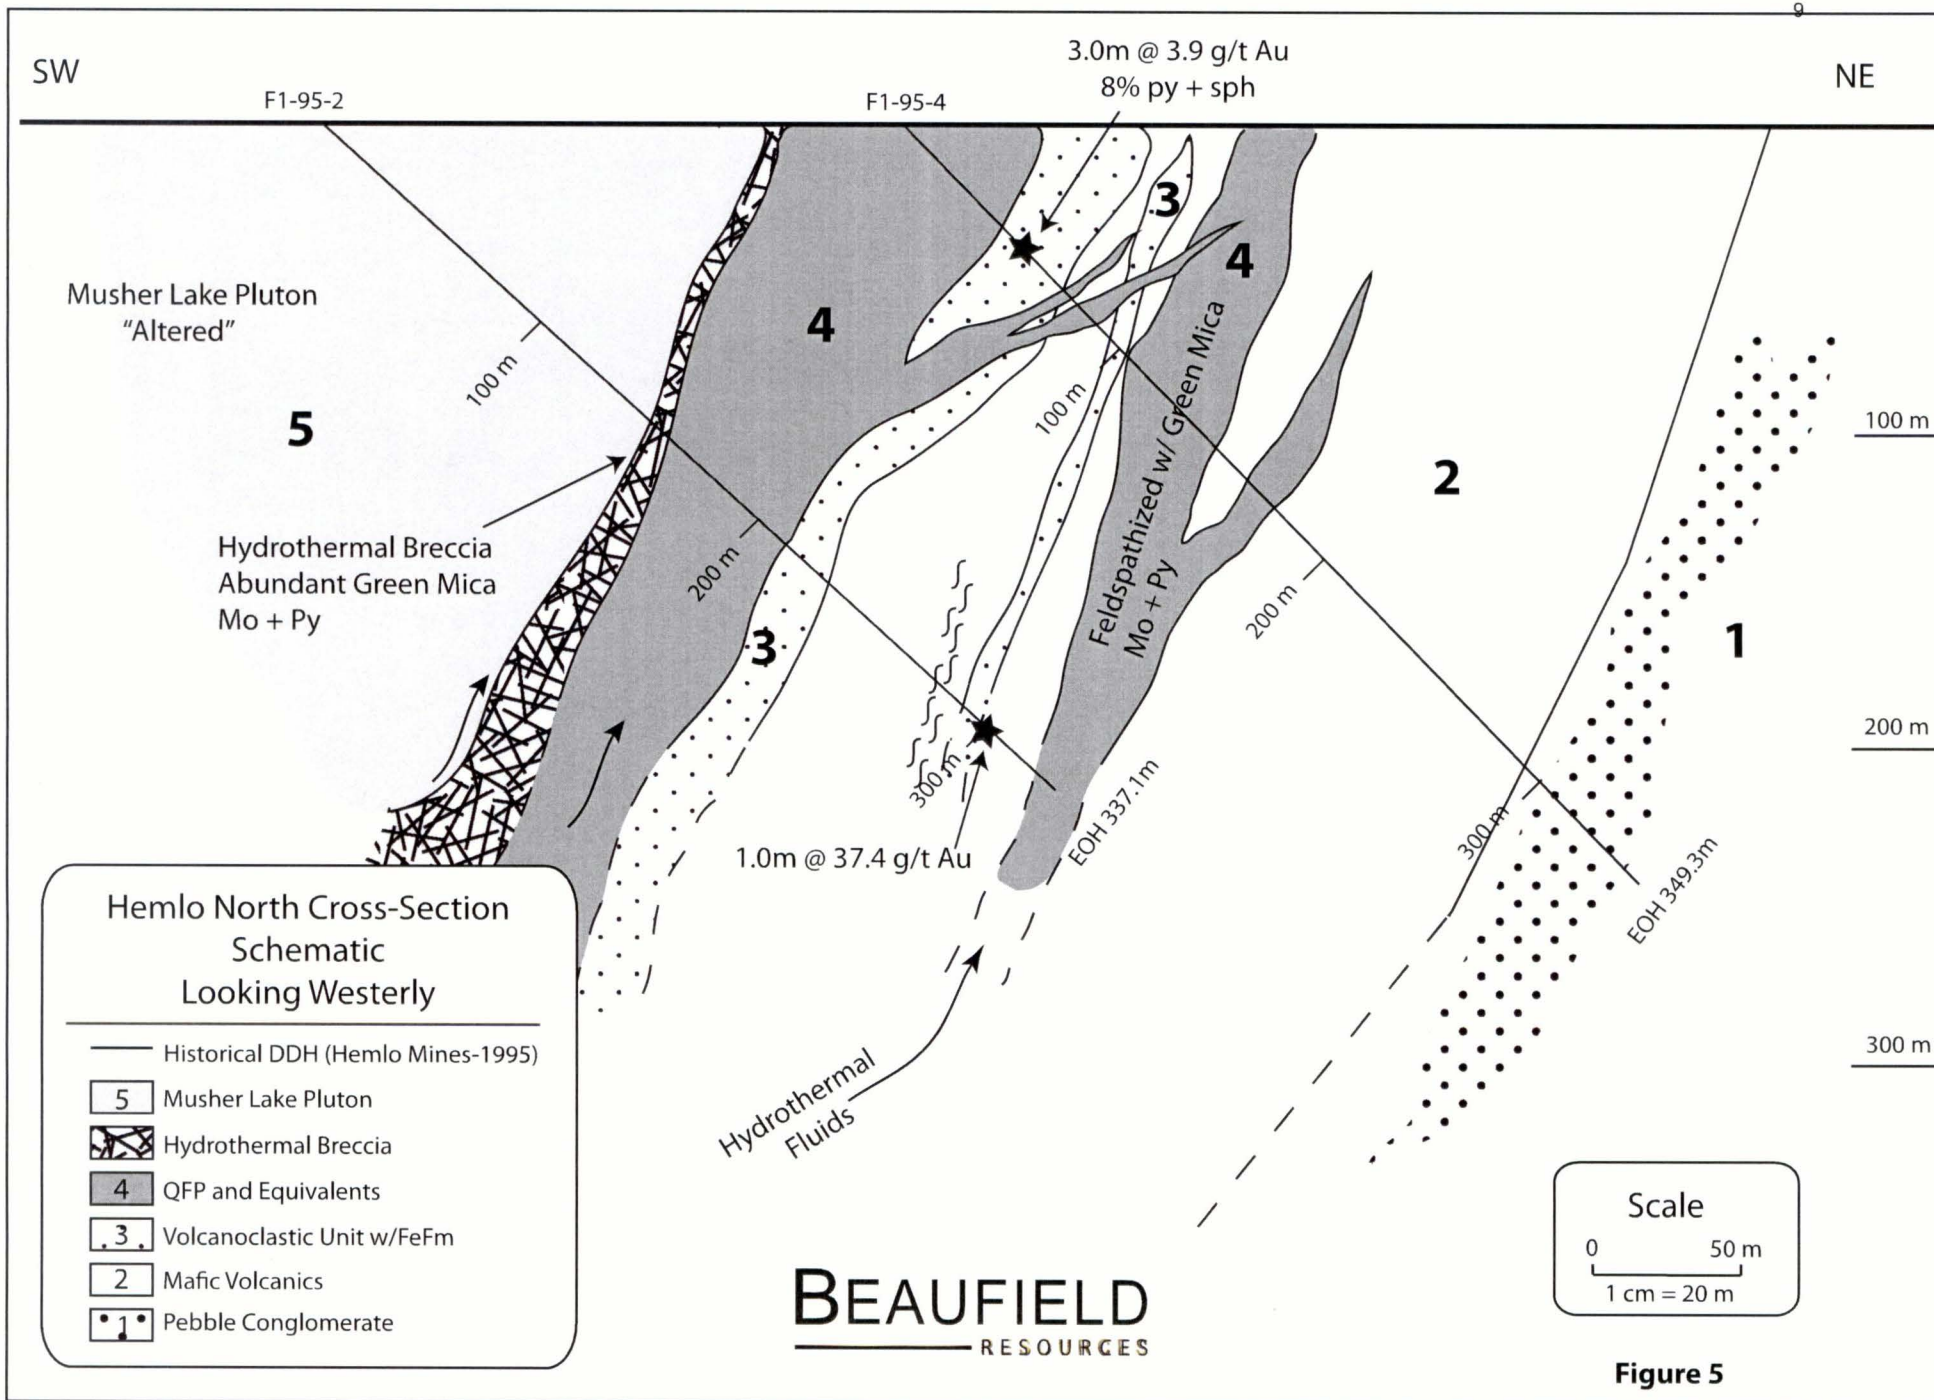 9
SW
NE
3.0m @ 3.9 g/t Au
8% py + sph
F1-95-2
F1-95-4
Musher Lake Pluton
“Altered”
5
4
3
4
2
1
3
100 m
200 m
300 m
100 m
200 m
300 m
100 m
200 m
300 m
Hydrothermal Breccia
Abundant Green Mica
Mo + Py
Feldspathized w/ Green Mica
Mo + Py
1.0m @ 37.4 g/t Au
EOH 337.1m
EOH 349.3m
Hydrothermal
Fluids
Hemlo North Cross-Section
Schematic
Looking Westerly
Historical DDH (Hemlo Mines-1995)
5 Musher Lake Pluton
Hydrothermal Breccia
4 QFP and Equivalents
3 Volcanoclastic Unit w/FeFm
2 Mafic Volcanics
1 Pebble Conglomerate
BEAUFIELD
RESOURCES
Scale
0 50 m
1 cm = 20 m
Figure 5